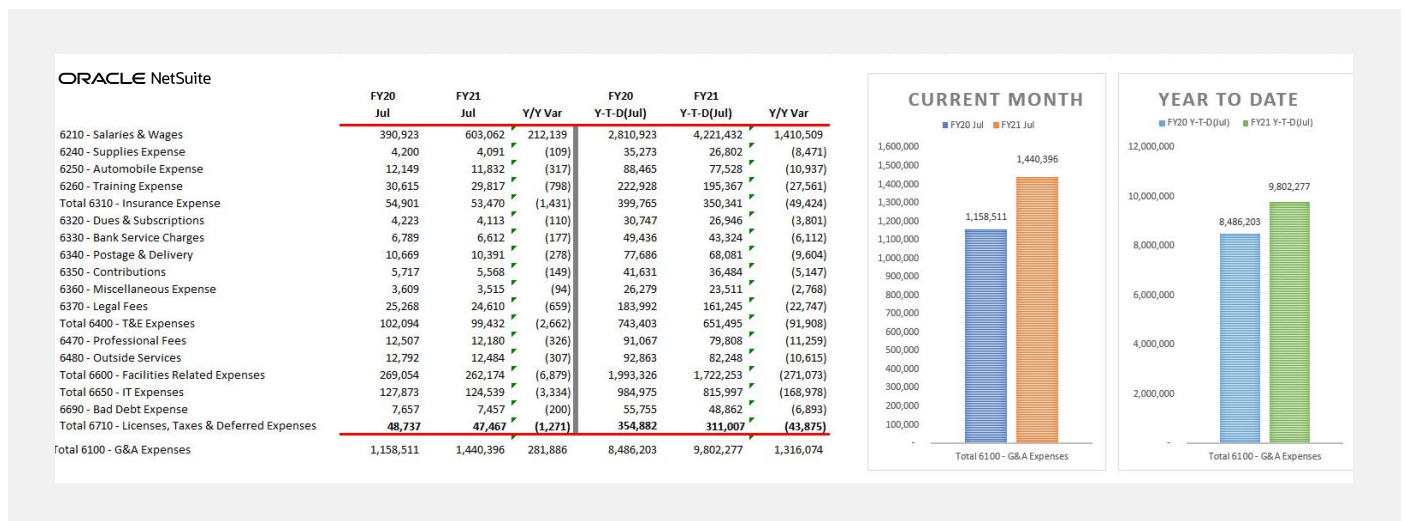 ORACLE NetSuite
FY20 FY21 FY20 FY21
Jul Jul Y/Y Var Y-T-D(Jul) Y-T-D(Jul) Y/Y Var
6210 - Salaries & Wages 390,923 603,062 212,139 2,810,923 4,221,432 1,410,509
6240 - Supplies Expense 4,200 4,091 (109) 35,273 26,802 (8,471)
6250 - Automobile Expense 12,149 11,832 (317) 88,465 77,528 (10,937)
6260 - Training Expense 30,615 29,817 (798) 222,928 195,367 (27,561)
Total 6310 - Insurance Expense 54,901 53,470 (1,431) 399,765 350,341 (49,424)
6320 - Dues & Subscriptions 4,223 4,113 (110) 30,747 26,946 (3,801)
6330 - Bank Service Charges 6,789 6,612 (177) 49,436 43,324 (6,112)
6340 - Postage & Delivery 10,669 10,391 (278) 77,686 68,081 (9,604)
6350 - Contributions 5,717 5,568 (149) 41,631 36,484 (5,147)
6360 - Miscellaneous Expense 3,609 3,515 (94) 26,279 23,511 (2,768)
6370 - Legal Fees 25,268 24,610 (659) 183,992 161,245 (22,747)
Total 6400 - T&E Expenses 102,094 99,432 (2,662) 743,403 651,495 (91,908)
6470 - Professional Fees 12,507 12,180 (326) 91,067 79,808 (11,259)
6480 - Outside Services 12,792 12,484 (307) 92,863 82,248 (10,615)
Total 6600 - Facilities Related Expenses 269,054 262,174 (6,879) 1,993,326 1,722,253 (271,073)
Total 6650 - IT Expenses 127,873 124,539 (3,334) 984,975 815,997 (168,978)
6690 - Bad Debt Expense 7,657 7,457 (200) 55,755 48,862 (6,893)
Total 6710 - Licenses, Taxes & Deferred Expenses 48,737 47,467 (1,271) 354,882 311,007 (43,875)
Total 6100 - G&A Expenses 1,158,511 1,440,396 281,886 8,486,203 9,802,277 1,316,074
CURRENT MONTH
FY20 Jul FY21 Jul
1,600,000
1,500,000
1,400,000
1,300,000
1,200,000
1,100,000
1,000,000
900,000
800,000
700,000
600,000
500,000
400,000
300,000
200,000
100,000
-
1,158,511
1,440,396
Total 6100 - G&A Expenses
YEAR TO DATE
FY20 Y-T-D(Jul) FY21 Y-T-D(Jul)
12,000,000
10,000,000
8,000,000
6,000,000
4,000,000
2,000,000
-
8,486,203
9,802,277
Total 6100 - G&A Expenses